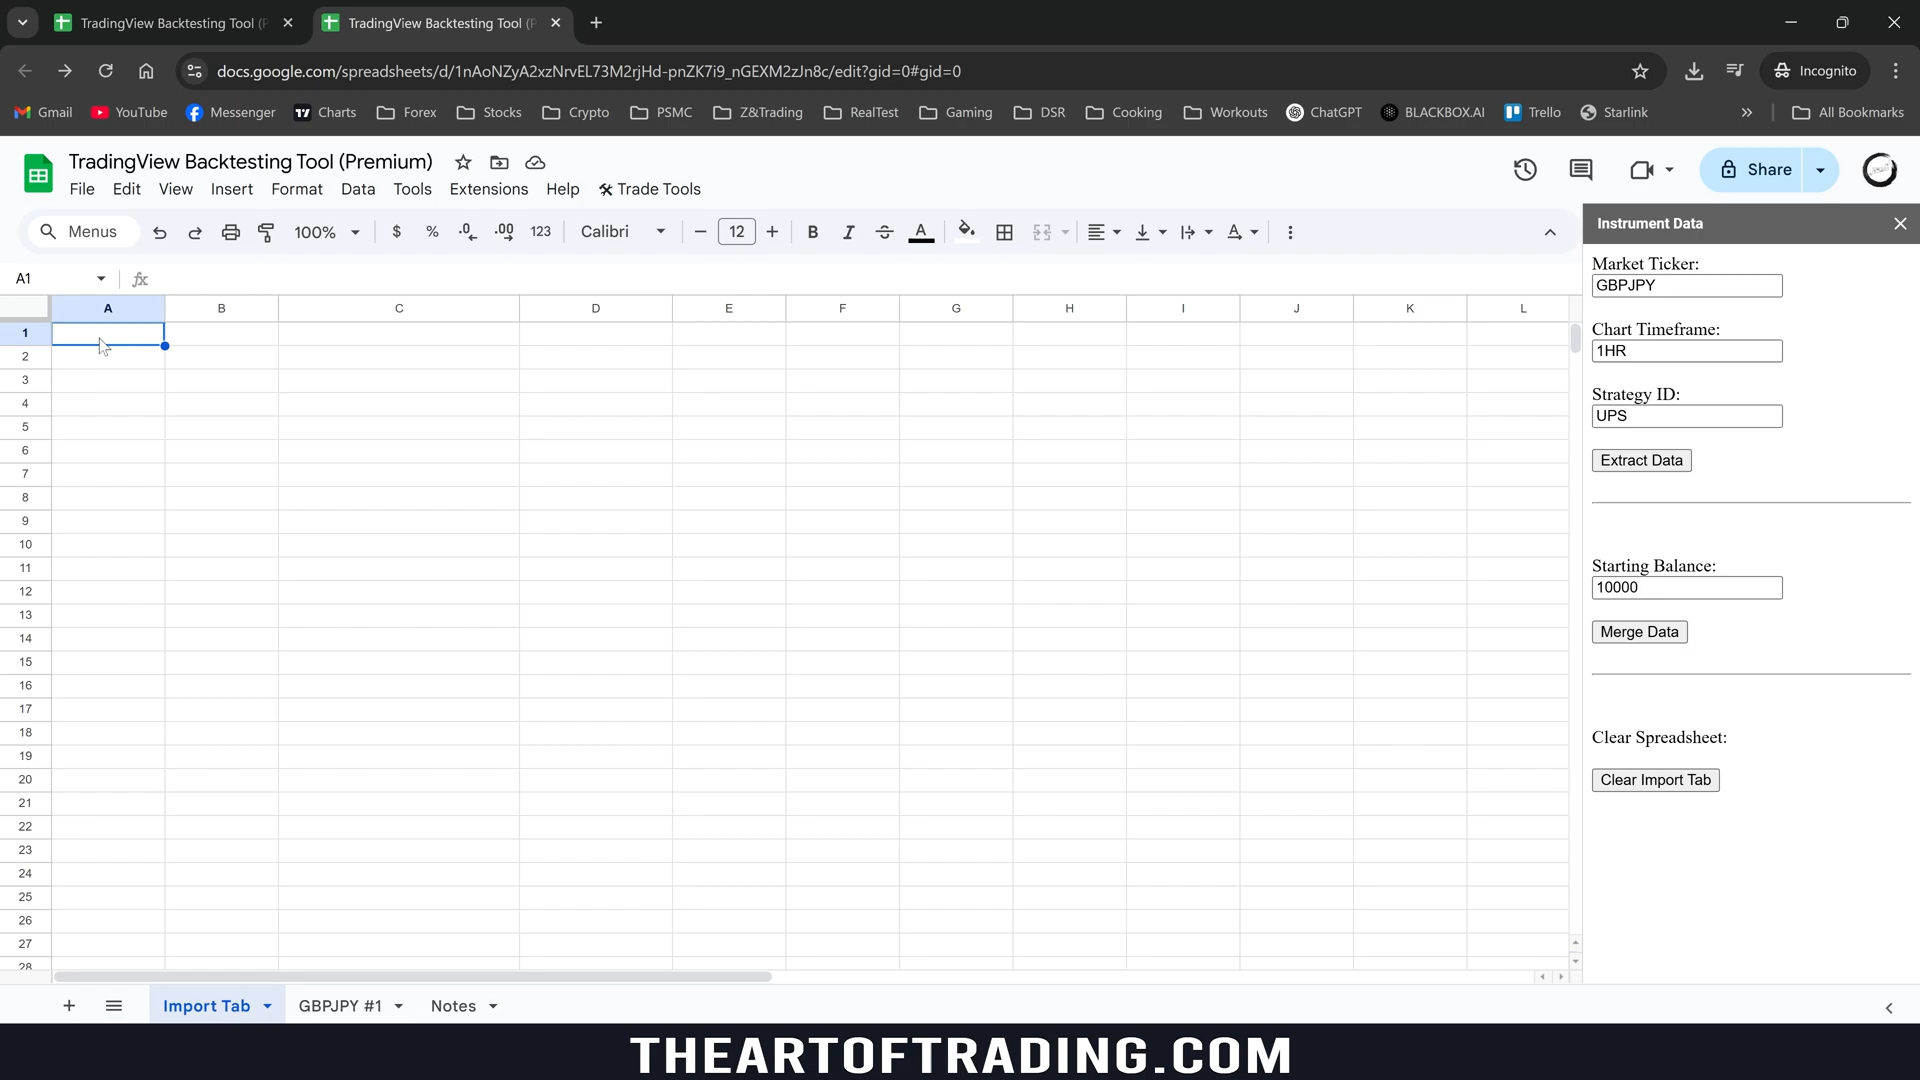 TradingView Backtesting Tool (P
TradingView Backtesting Tool (P
docs.google.com/spreadsheets/d/1nAoNZyA2xzNrvEL73M2rjHd-pnZK7i9_nGEXM2zJn8c/edit?gid=0#gid=0
Incognito
Gmail YouTube Messenger Charts Forex Stocks Crypto PSMC Z&Trading RealTest Gaming DSR Cooking Workouts ChatGPT BLACKBOX.AI Trello Starlink » All Bookmarks
TradingView Backtesting Tool (Premium)
File Edit View Insert Format Data Tools Extensions Help 🛠 Trade Tools
Share
Menus 100% $ % .0 .00 123 Calibri − 12 + B I S A
Instrument Data
A1 fx
A B C D E F G H I J K L
1
2
3
4
5
6
7
8
9
10
11
12
13
14
15
16
17
18
19
20
21
22
23
24
25
26
27
28
Market Ticker:
GBPJPY
Chart Timeframe:
1HR
Strategy ID:
UPS
Extract Data
Starting Balance:
10000
Merge Data
Clear Spreadsheet:
Clear Import Tab
Import Tab GBPJPY #1 Notes
THEARTOFTRADING.COM